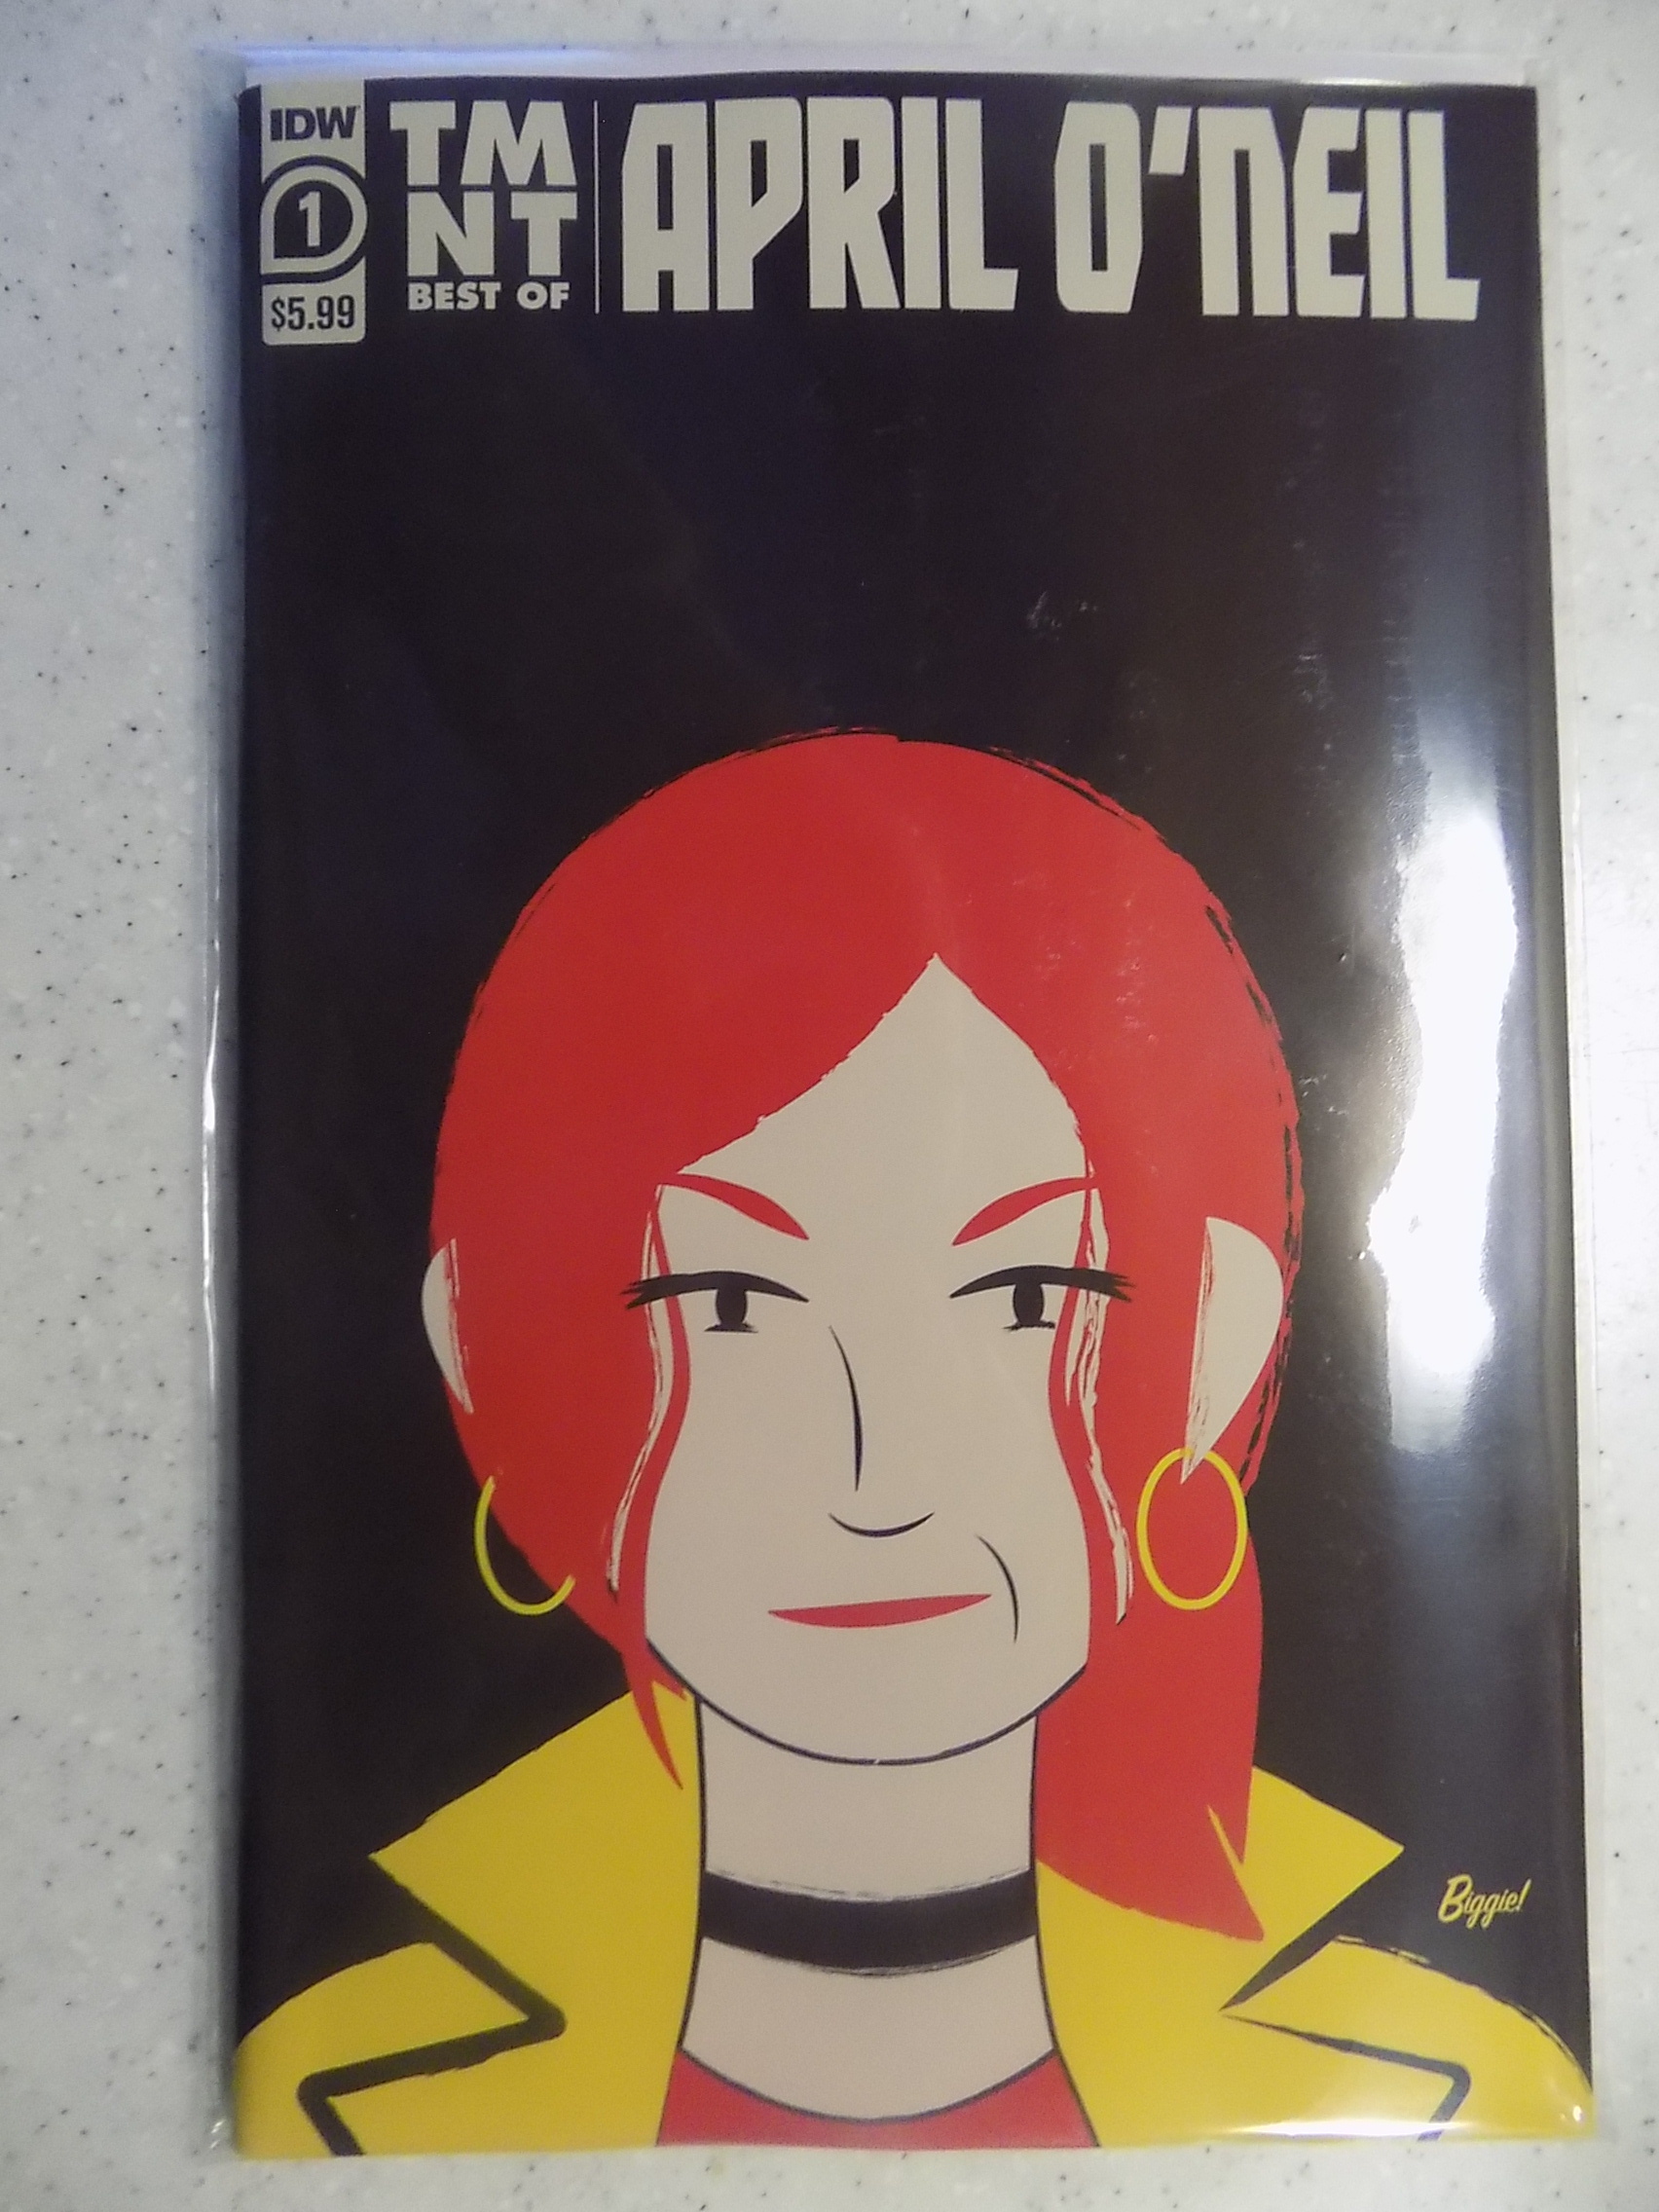 IDW
1
$5.99
TM
NT
BEST OF
APRIL O'NEIL
Biggie!